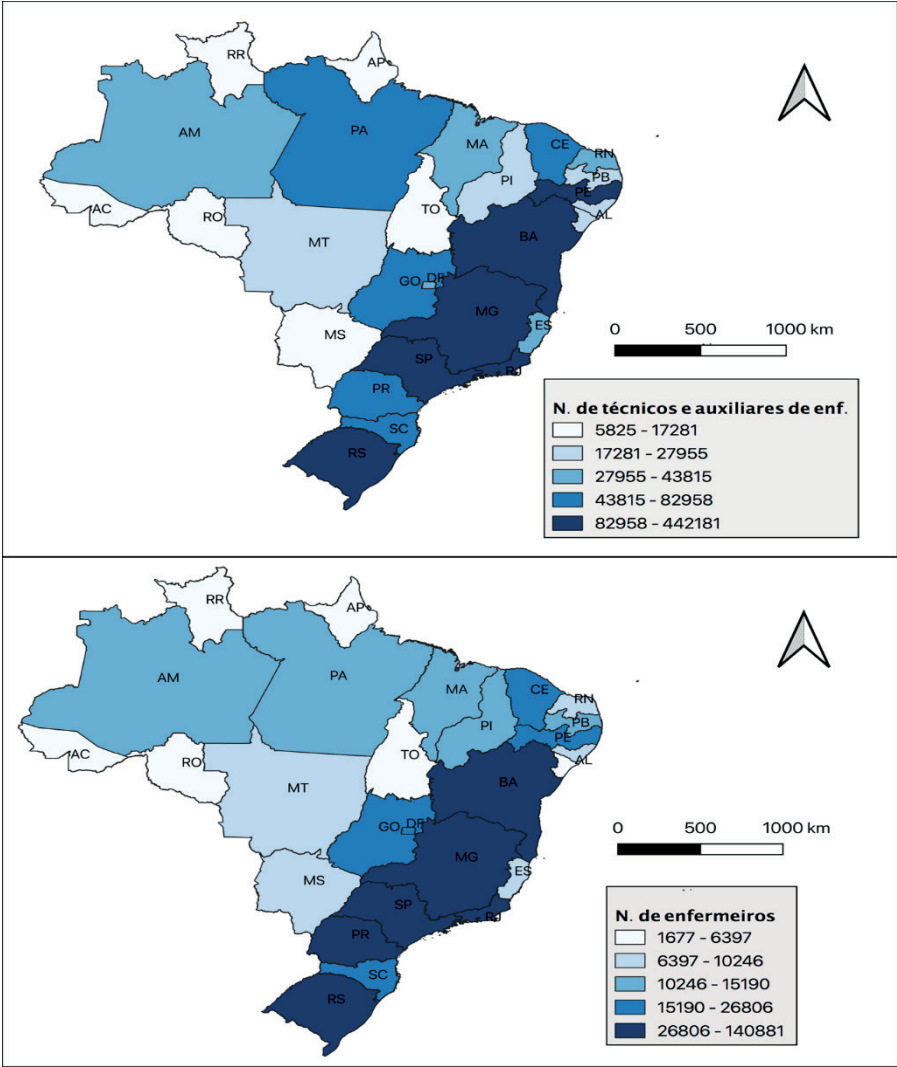 RR
AP
AM
PA
MA
CE
RN
PI
PB
PE
AC
TO
AL
RO
BA
MT
GO
DF
MG
MS
ES
SP
RJ
PR
SC
RS
0 500 1000 km
N. de técnicos e auxiliares de enf.
5825 - 17281
17281 - 27955
27955 - 43815
43815 - 82958
82958 - 442181
RR
AP
AM
PA
MA
CE
RN
PI
PB
PE
AC
TO
AL
RO
BA
MT
GO
DF
MG
MS
ES
SP
RJ
PR
SC
RS
0 500 1000 km
N. de enfermeiros
1677 - 6397
6397 - 10246
10246 - 15190
15190 - 26806
26806 - 140881